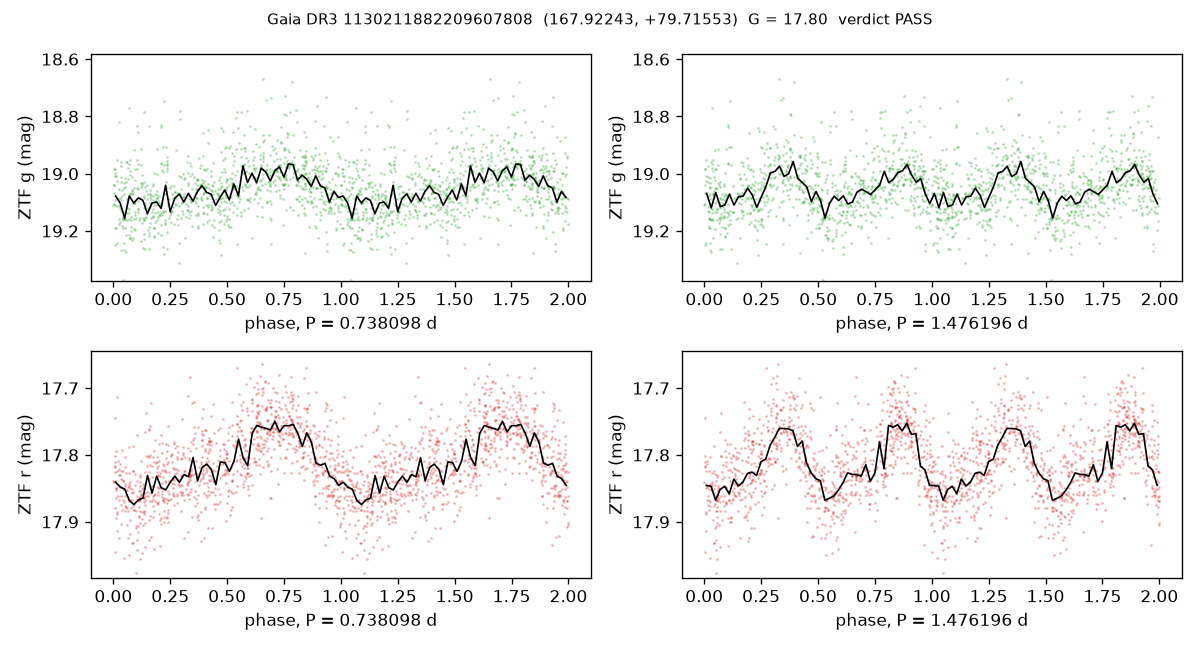 Gaia DR3 1130211882209607808 (167.92243, +79.71553) G = 17.80 verdict PASS
ZTF g (mag)
18.6
18.8
19.0
19.2
0.00 0.25 0.50 0.75 1.00 1.25 1.50 1.75 2.00
phase, P = 0.738098 d
ZTF g (mag)
18.6
18.8
19.0
19.2
0.00 0.25 0.50 0.75 1.00 1.25 1.50 1.75 2.00
phase, P = 1.476196 d
ZTF r (mag)
17.7
17.8
17.9
0.00 0.25 0.50 0.75 1.00 1.25 1.50 1.75 2.00
phase, P = 0.738098 d
ZTF r (mag)
17.7
17.8
17.9
0.00 0.25 0.50 0.75 1.00 1.25 1.50 1.75 2.00
phase, P = 1.476196 d